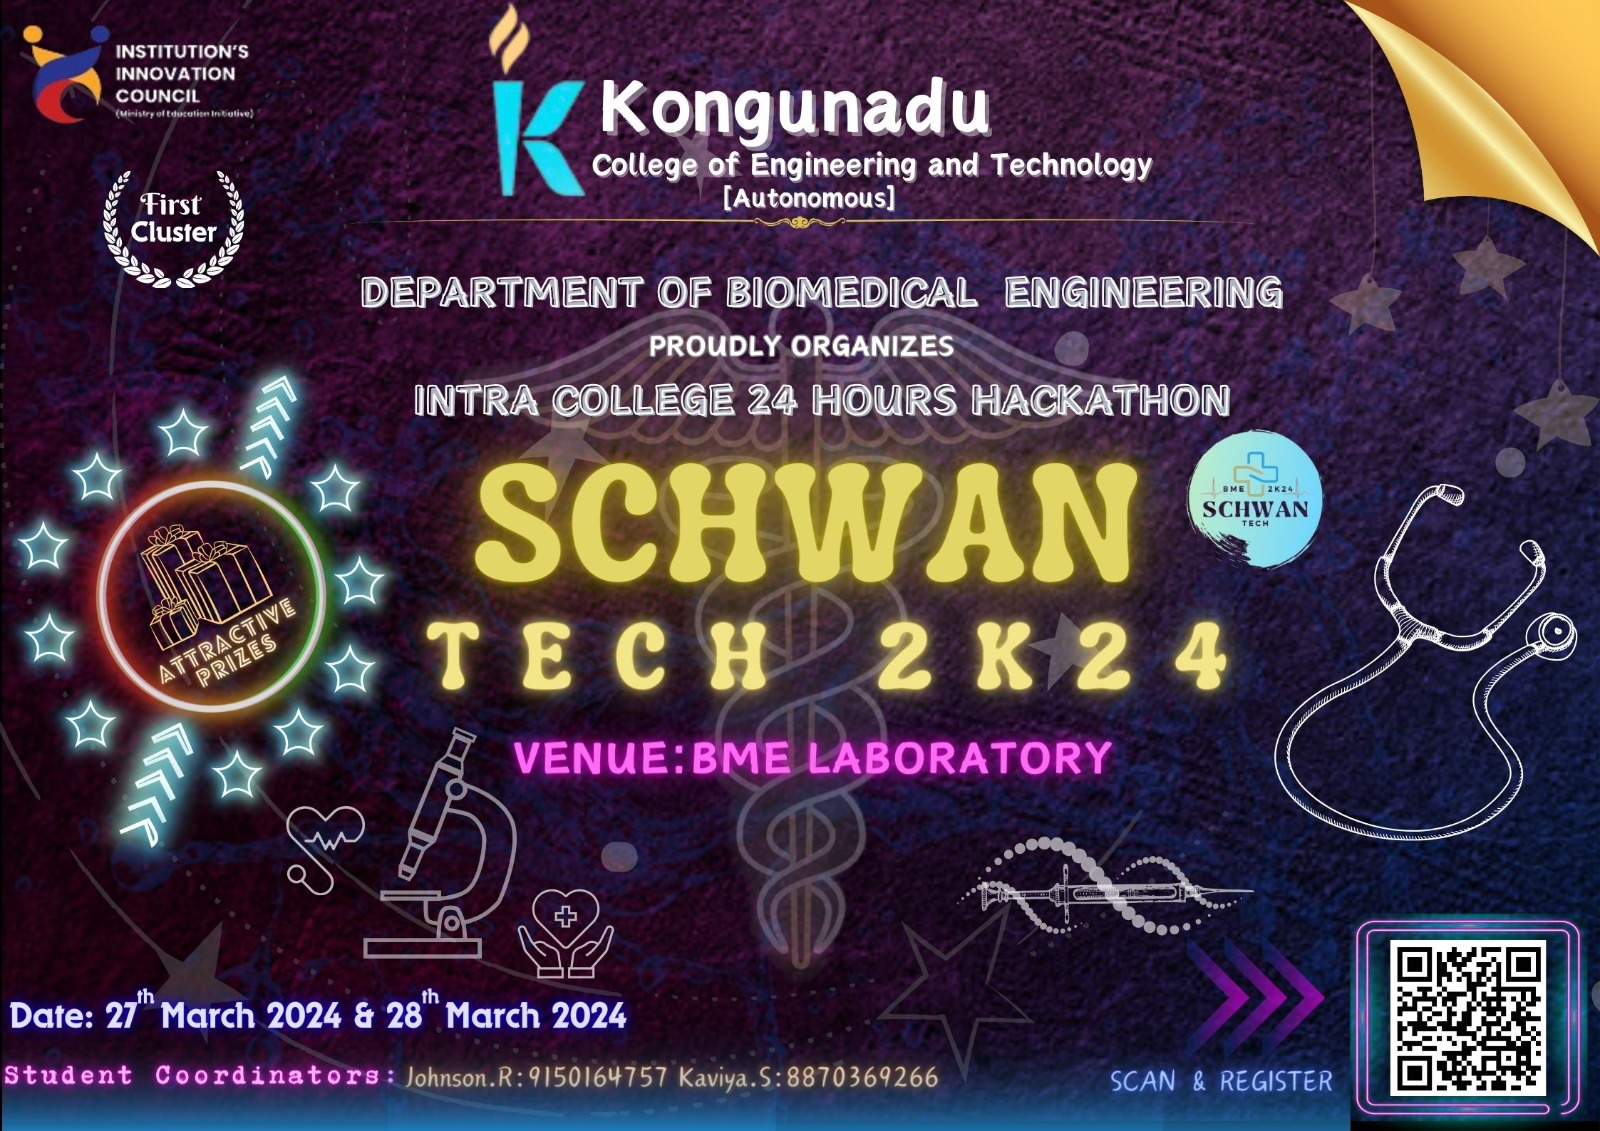 INSTITUTION'S
INNOVATION
COUNCIL
(Ministry of Education Initiative)
Kongunadu
College of Engineering and Technology
[Autonomous]
First
Cluster
DEPARTMENT OF BIOMEDICAL ENGINEERING
PROUDLY ORGANIZES
INTRA COLLEGE 24 HOURS HACKATHON
SCHWAN
TECH 2K24
BME 2K24
SCHWAN
TECH
ATTRACTIVE
PRIZES
VENUE:BME LABORATORY
Date: 27th March 2024 & 28th March 2024
Student Coordinators: Johnson.R:9150164757 Kaviya.S:8870369266
SCAN & REGISTER